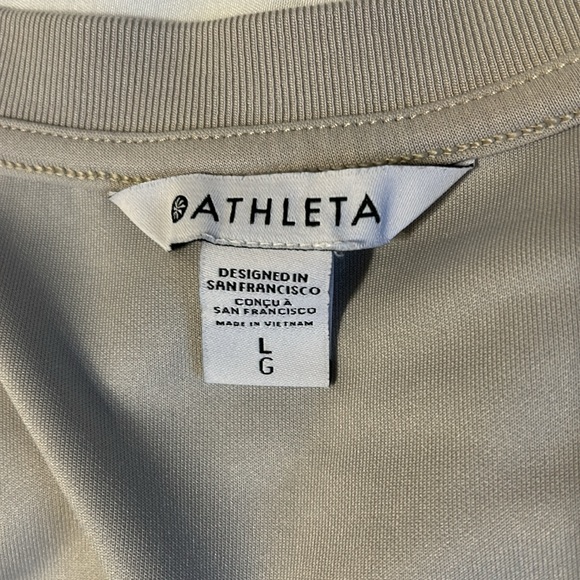 ATHLETA
DESIGNED IN
SAN FRANCISCO
CONÇU À
SAN FRANCISCO
MADE IN VIETNAM
L
G